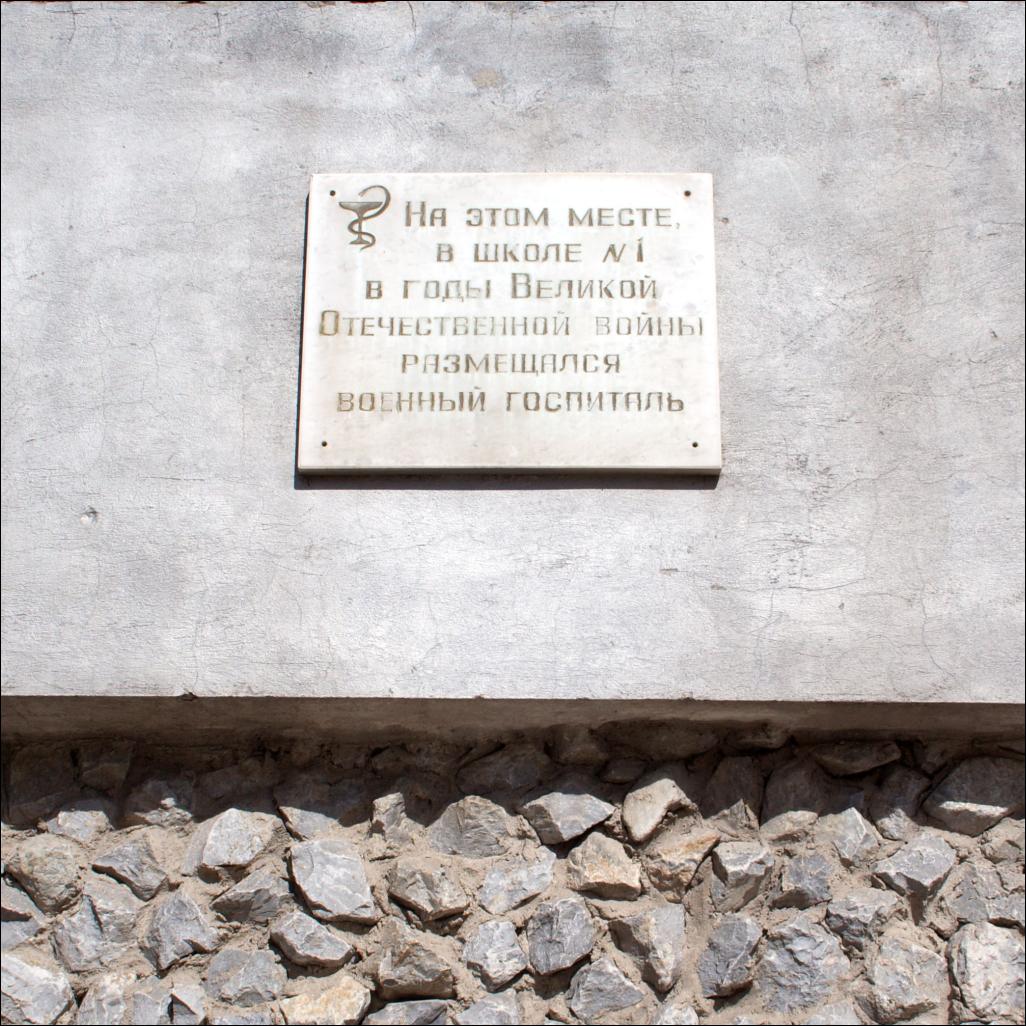 На этом месте,
в школе №1
в годы Великой
Отечественной войны
размещался
военный госпиталь